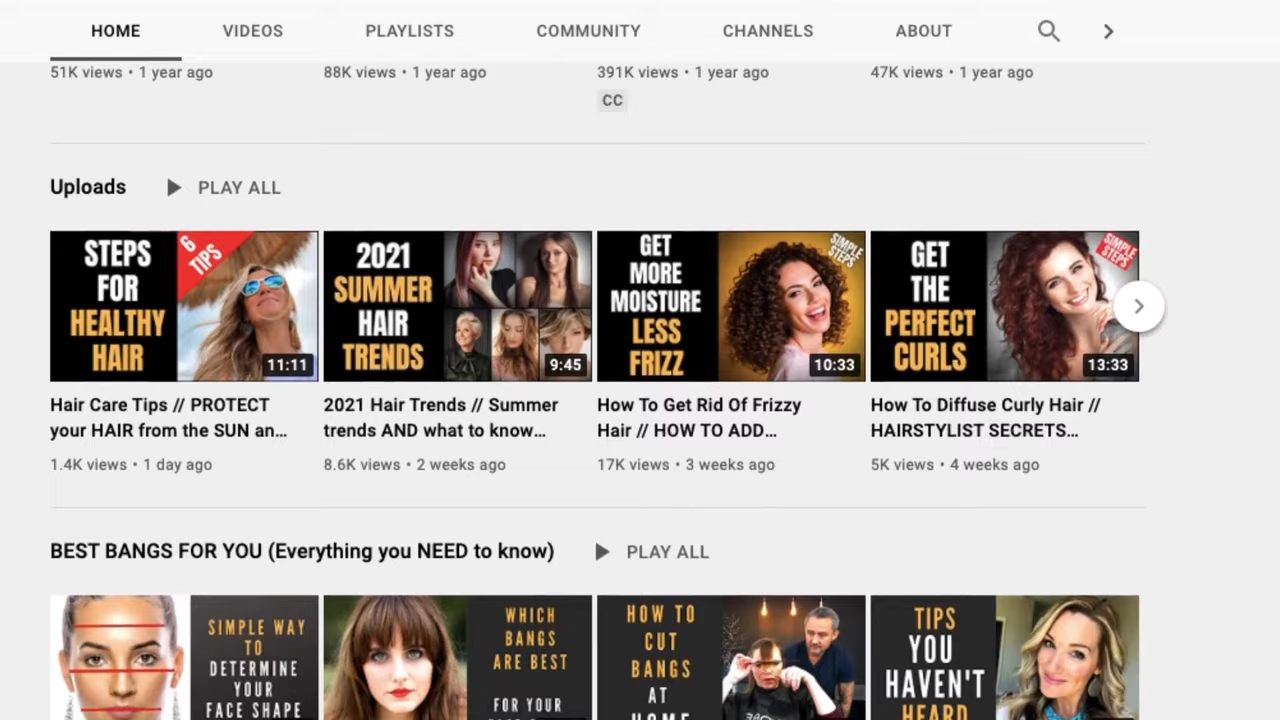 HOME VIDEOS PLAYLISTS COMMUNITY CHANNELS ABOUT
51K views • 1 year ago
88K views • 1 year ago
391K views • 1 year ago
CC
47K views • 1 year ago
Uploads PLAY ALL
STEPS
FOR
HEALTHY
HAIR
6
TIPS
11:11
2021
SUMMER
HAIR
TRENDS
9:45
GET
MORE
MOISTURE
LESS
FRIZZ
SIMPLE
STEPS
10:33
GET
THE
PERFECT
CURLS
SIMPLE
STEPS
13:33
Hair Care Tips // PROTECT
your HAIR from the SUN an...
1.4K views • 1 day ago
2021 Hair Trends // Summer
trends AND what to know...
8.6K views • 2 weeks ago
How To Get Rid Of Frizzy
Hair // HOW TO ADD...
17K views • 3 weeks ago
How To Diffuse Curly Hair //
HAIRSTYLIST SECRETS...
5K views • 4 weeks ago
BEST BANGS FOR YOU (Everything you NEED to know) PLAY ALL
SIMPLE WAY
TO
DETERMINE
YOUR
FACE SHAPE
WHICH
BANGS
ARE BEST
FOR YOUR
HOW TO
CUT
BANGS
AT
HOME
TIPS
YOU
HAVEN'T
HEARD